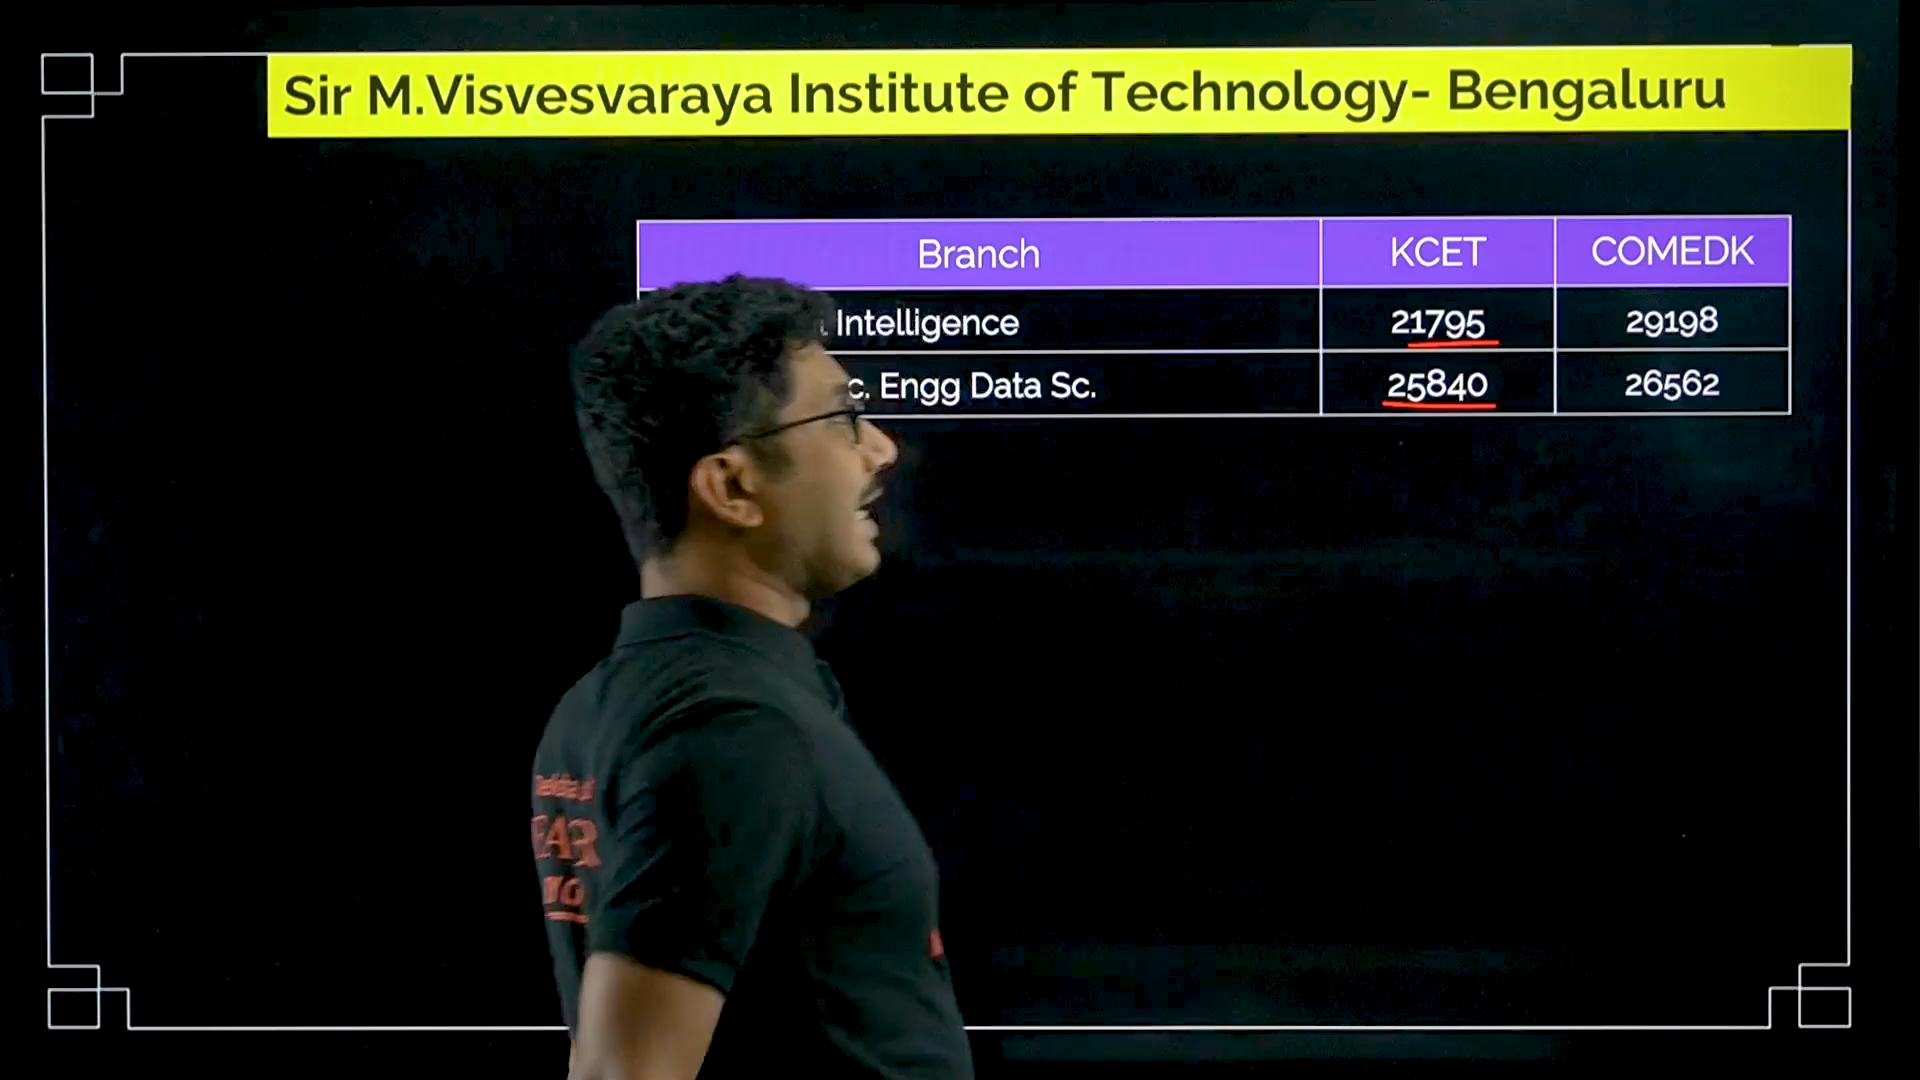 Sir M.Visvesvaraya Institute of Technology- Bengaluru
Branch KCET COMEDK
Intelligence 21795 29198
c. Engg Data Sc. 25840 26562